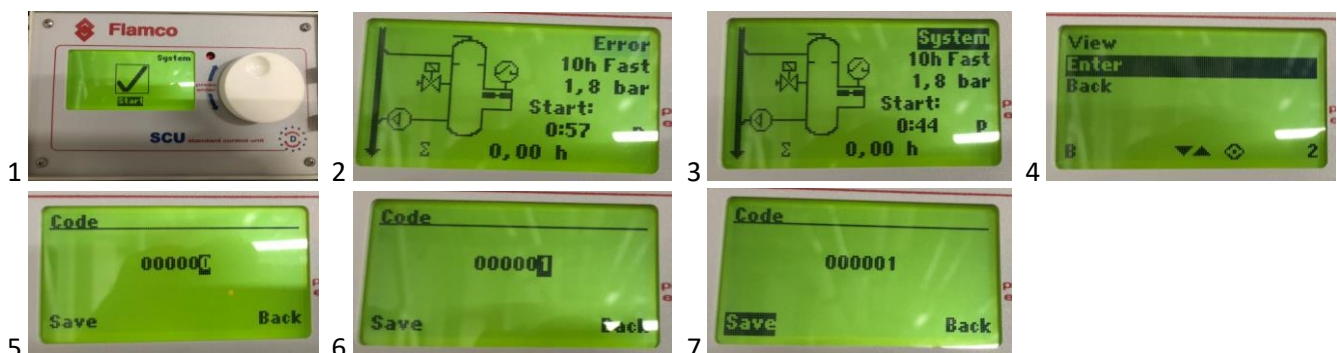 1
Flamco
System
Start
SCU standard control unit
D
2
Error
10h Fast
1,8 bar
Start:
0:57
Σ 0,00 h
3
System
10h Fast
1,8 bar
Start:
0:44 p
Σ 0,00 h
4
View
Enter
Back
B 2
5
Code
Save Back
6
Code
000001
Save Back
7
Code
000001
Save Back